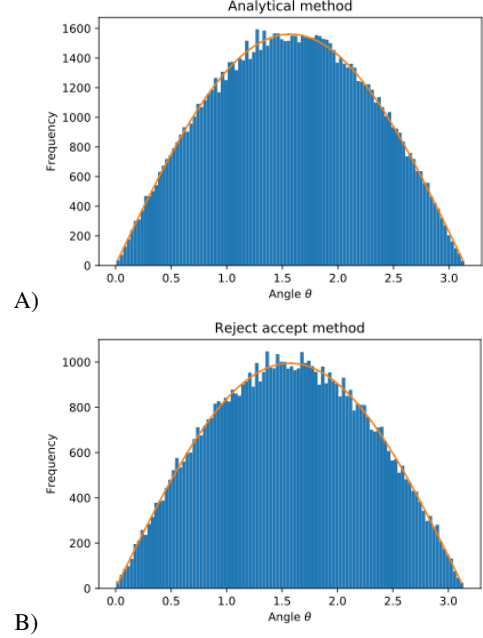 Analytical method
1600
1400
1200
1000
800
600
400
200
0
Frequency
0.0 0.5 1.0 1.5 2.0 2.5 3.0
Angle θ
A)
Reject accept method
1000
800
600
400
200
0
Frequency
0.0 0.5 1.0 1.5 2.0 2.5 3.0
Angle θ
B)